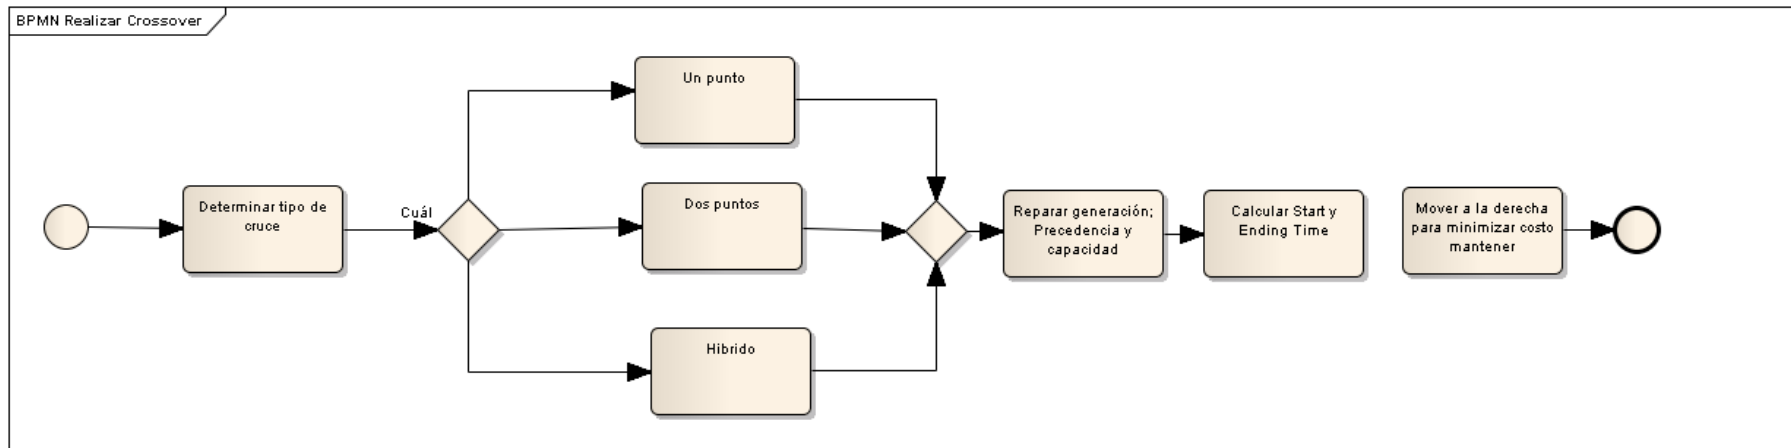 BPMN Realizar Crossover
Un punto
Determinar tipo de
cruce
Cuál
Dos puntos
Hibrido
Reparar generación;
Precedencia y
capacidad
Calcular Start y
Ending Time
Mover a la derecha
para minimizar costo
mantener